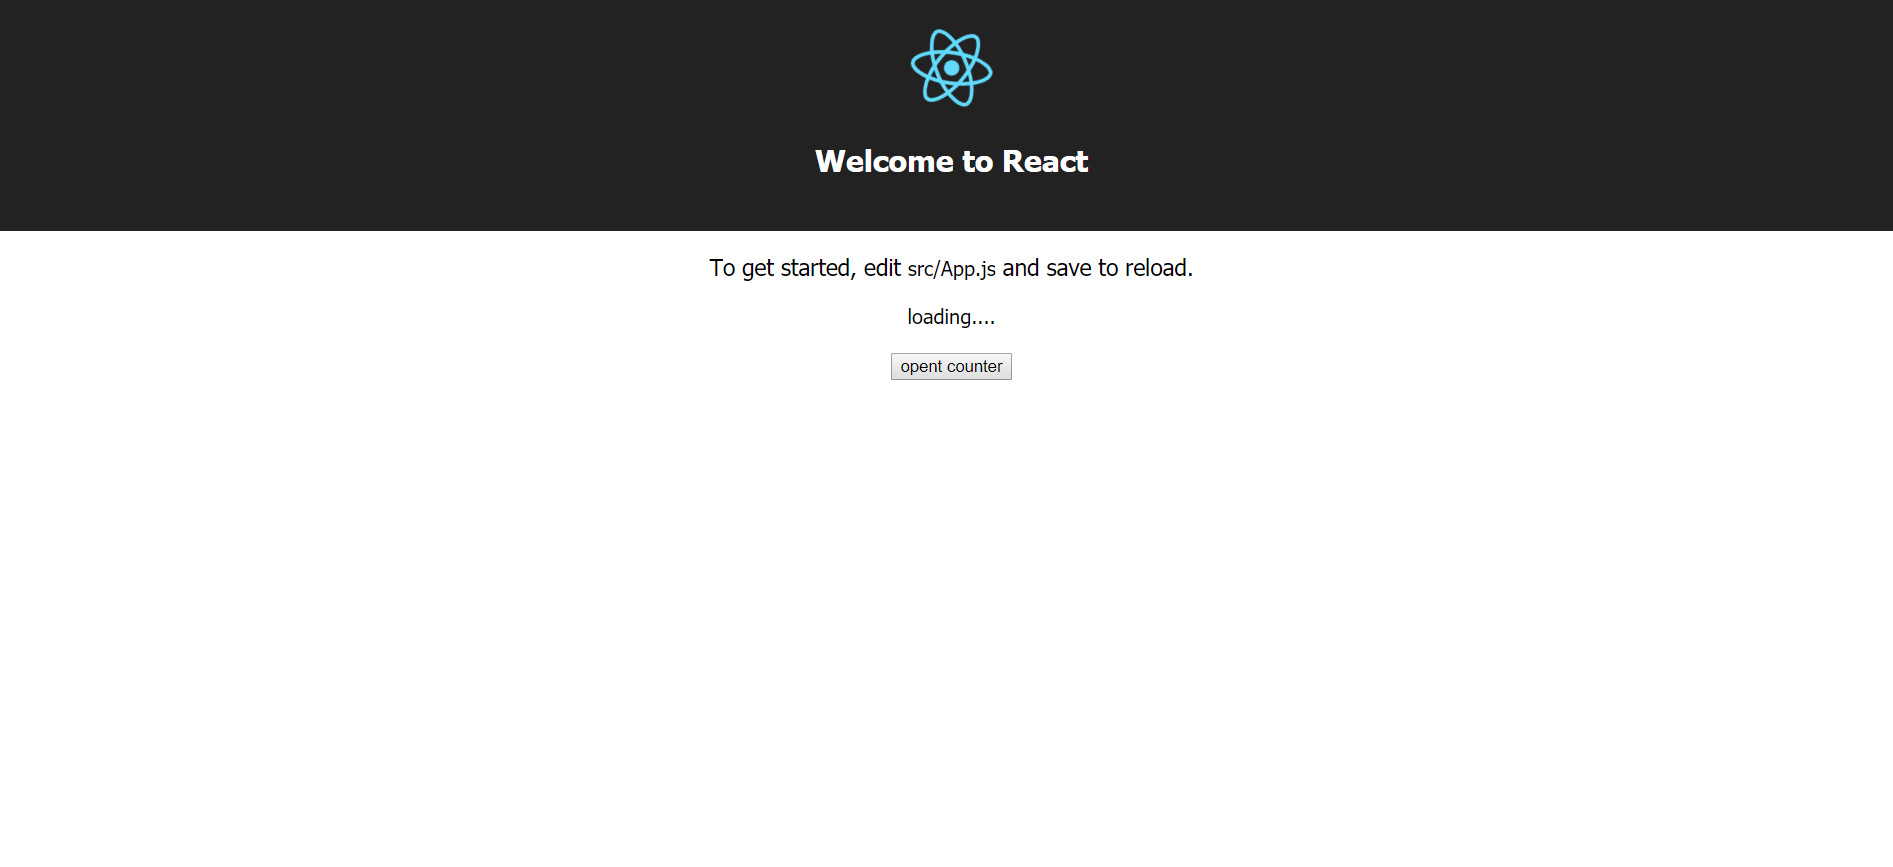 Welcome to React
To get started, edit src/App.js and save to reload.
loading....
opent counter